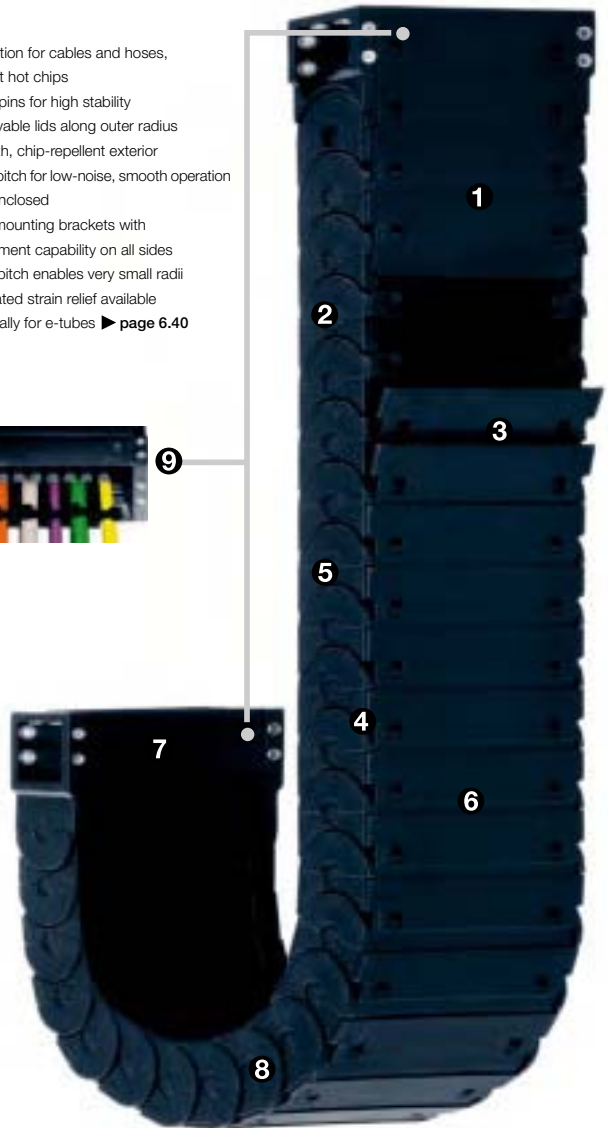 tion for cables and hoses,
t hot chips
pins for high stability
vable lids along outer radius
h, chip-repellent exterior
pitch for low-noise, smooth operation
nclosed
mounting brackets with
ment capability on all sides
pitch enables very small radii
ated strain relief available
ally for e-tubes ▶ page 6.40
1
2
3
9
5
4
7
6
8